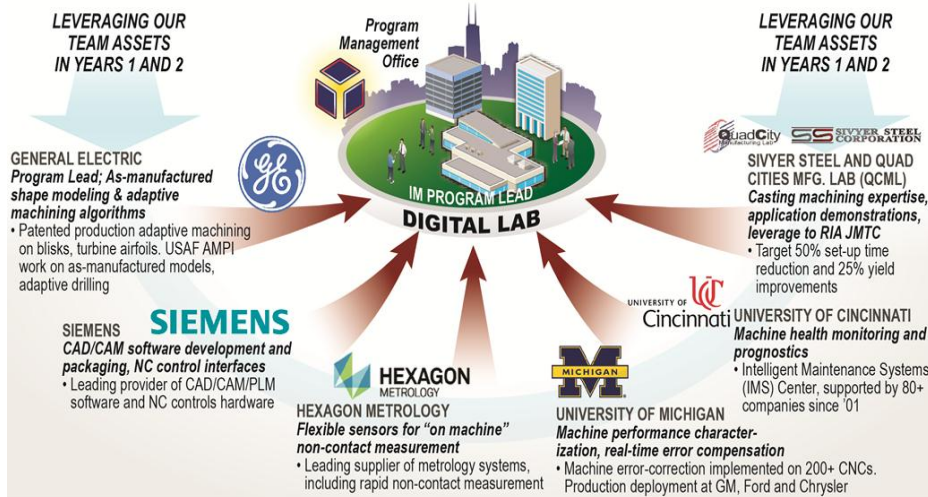 LEVERAGING OUR
TEAM ASSETS
IN YEARS 1 AND 2
Program
Management
Office
LEVERAGING OUR
TEAM ASSETS
IN YEARS 1 AND 2
IM PROGRAM LEAD
DIGITAL LAB
GE
GENERAL ELECTRIC
Program Lead; As-manufactured
shape modeling & adaptive
machining algorithms
• Patented production adaptive machining
on blisks, turbine airfoils. USAF AMPI
work on as-manufactured models,
adaptive drilling
SIEMENS
SIEMENS
CAD/CAM software development and
packaging, NC control interfaces
• Leading provider of CAD/CAM/PLM
software and NC controls hardware
HEXAGON
METROLOGY
HEXAGON METROLOGY
Flexible sensors for “on machine”
non-contact measurement
• Leading supplier of metrology systems,
including rapid non-contact measurement
M
MICHIGAN
UNIVERSITY OF MICHIGAN
Machine performance character-
ization, real-time error compensation
• Machine error-correction implemented on 200+ CNCs.
Production deployment at GM, Ford and Chrysler
UC
UNIVERSITY OF
Cincinnati
UNIVERSITY OF CINCINNATI
Machine health monitoring and
prognostics
• Intelligent Maintenance Systems
(IMS) Center, supported by 80+
companies since ’01
QuadCity
Manufacturing Lab
SS SIVYER STEEL
CORPORATION
SIVYER STEEL AND QUAD
CITIES MFG. LAB (QCML)
Casting machining expertise,
application demonstrations,
leverage to RIA JMTC
• Target 50% set-up time
reduction and 25% yield
improvements